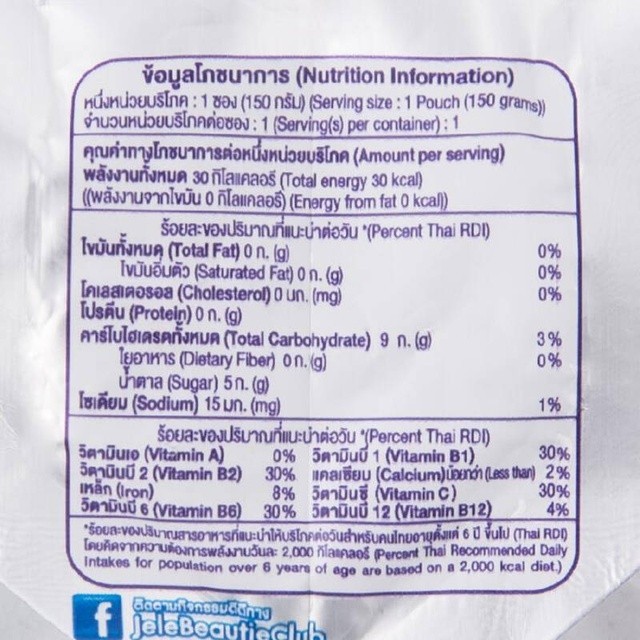 ข้อมูลโภชนาการ (Nutrition Information)
หนึ่งหน่วยบริโภค : 1 ซอง (150 กรัม) (Serving size : 1 Pouch (150 grams))
จำนวนหน่วยบริโภคต่อซอง : 1 (Serving(s) per container) : 1
คุณค่าทางโภชนาการต่อหนึ่งหน่วยบริโภค (Amount per serving)
พลังงานทั้งหมด 30 กิโลแคลอรี (Total energy 30 kcal)
((พลังงานจากไขมัน 0 กิโลแคลอรี) (Energy from fat 0 kcal))
ร้อยละของปริมาณที่แนะนำต่อวัน *(Percent Thai RDI)
ไขมันทั้งหมด (Total Fat) 0 ก. (g) 0%
ไขมันอิ่มตัว (Saturated Fat) 0 ก. (g) 0%
โคเลสเตอรอล (Cholesterol) 0 มก. (mg) 0%
โปรตีน (Protein) 0 ก. (g)
คาร์โบไฮเดรตทั้งหมด (Total Carbohydrate) 9 ก. (g) 3%
ใยอาหาร (Dietary Fiber) 0 ก. (g) 0%
น้ำตาล (Sugar) 5 ก. (g)
โซเดียม (Sodium) 15 มก. (mg) 1%
ร้อยละของปริมาณที่แนะนำต่อวัน *(Percent Thai RDI)
วิตามินเอ (Vitamin A) 0% วิตามินบี 1 (Vitamin B1) 30%
วิตามินบี 2 (Vitamin B2) 30% แคลเซียม (Calcium) น้อยกว่า (Less than) 2%
เหล็ก (Iron) 8% วิตามินซี (Vitamin C) 30%
วิตามินบี 6 (Vitamin B6) 30% วิตามินบี 12 (Vitamin B12) 4%
*ร้อยละของปริมาณสารอาหารที่แนะนำให้บริโภคต่อวันสำหรับคนไทยอายุตั้งแต่ 6 ปี ขึ้นไป (Thai RDI)
โดยคิดจากความต้องการพลังงานวันละ 2,000 กิโลแคลอรี (Percent Thai Recommended Daily
Intakes for population over 6 years of age are based on a 2,000 kcal diet.)
f ติดตามกิจกรรมดีดีทาง
JeleBeautieClub